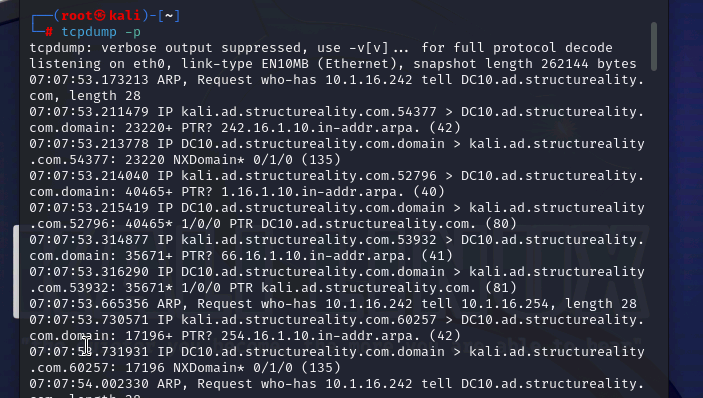 ┌──(root㉿kali)-[~]
└─# tcpdump -p
tcpdump: verbose output suppressed, use -v[v]... for full protocol decode
listening on eth0, link-type EN10MB (Ethernet), snapshot length 262144 bytes
07:07:53.173213 ARP, Request who-has 10.1.16.242 tell DC10.ad.structureality.
com, length 28
07:07:53.211479 IP kali.ad.structureality.com.54377 > DC10.ad.structureality.
com.domain: 23220+ PTR? 242.16.1.10.in-addr.arpa. (42)
07:07:53.213778 IP DC10.ad.structureality.com.domain > kali.ad.structureality
.com.54377: 23220 NXDomain* 0/1/0 (135)
07:07:53.214040 IP kali.ad.structureality.com.52796 > DC10.ad.structureality.
com.domain: 40465+ PTR? 1.16.1.10.in-addr.arpa. (40)
07:07:53.215419 IP DC10.ad.structureality.com.domain > kali.ad.structureality
.com.52796: 40465* 1/0/0 PTR DC10.ad.structureality.com. (80)
07:07:53.314877 IP kali.ad.structureality.com.53932 > DC10.ad.structureality.
com.domain: 35671+ PTR? 66.16.1.10.in-addr.arpa. (41)
07:07:53.316290 IP DC10.ad.structureality.com.domain > kali.ad.structureality
.com.53932: 35671* 1/0/0 PTR kali.ad.structureality.com. (81)
07:07:53.665356 ARP, Request who-has 10.1.16.242 tell 10.1.16.254, length 28
07:07:53.730571 IP kali.ad.structureality.com.60257 > DC10.ad.structureality.
com.domain: 17196+ PTR? 254.16.1.10.in-addr.arpa. (42)
07:07:53.731931 IP DC10.ad.structureality.com.domain > kali.ad.structureality
.com.60257: 17196 NXDomain* 0/1/0 (135)
07:07:54.002330 ARP, Request who-has 10.1.16.242 tell DC10.ad.structureality.